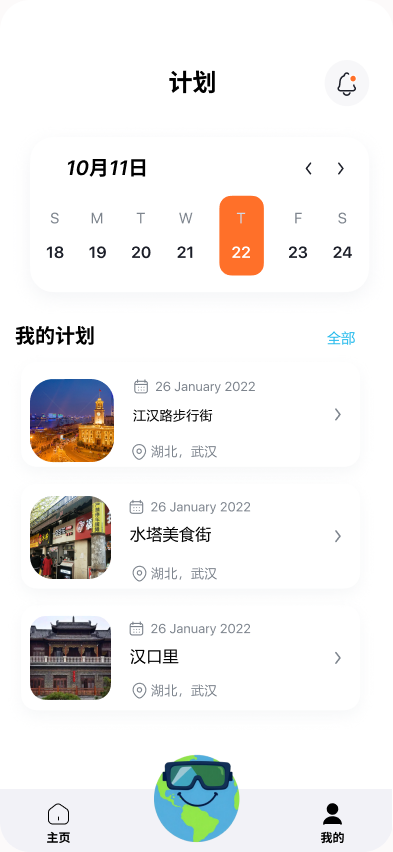 计划
10月11日
S M T W T F S
18 19 20 21 22 23 24
我的计划 全部
26 January 2022
江汉路步行街
湖北，武汉
26 January 2022
水塔美食街
湖北，武汉
26 January 2022
汉口里
湖北，武汉
主页 我的